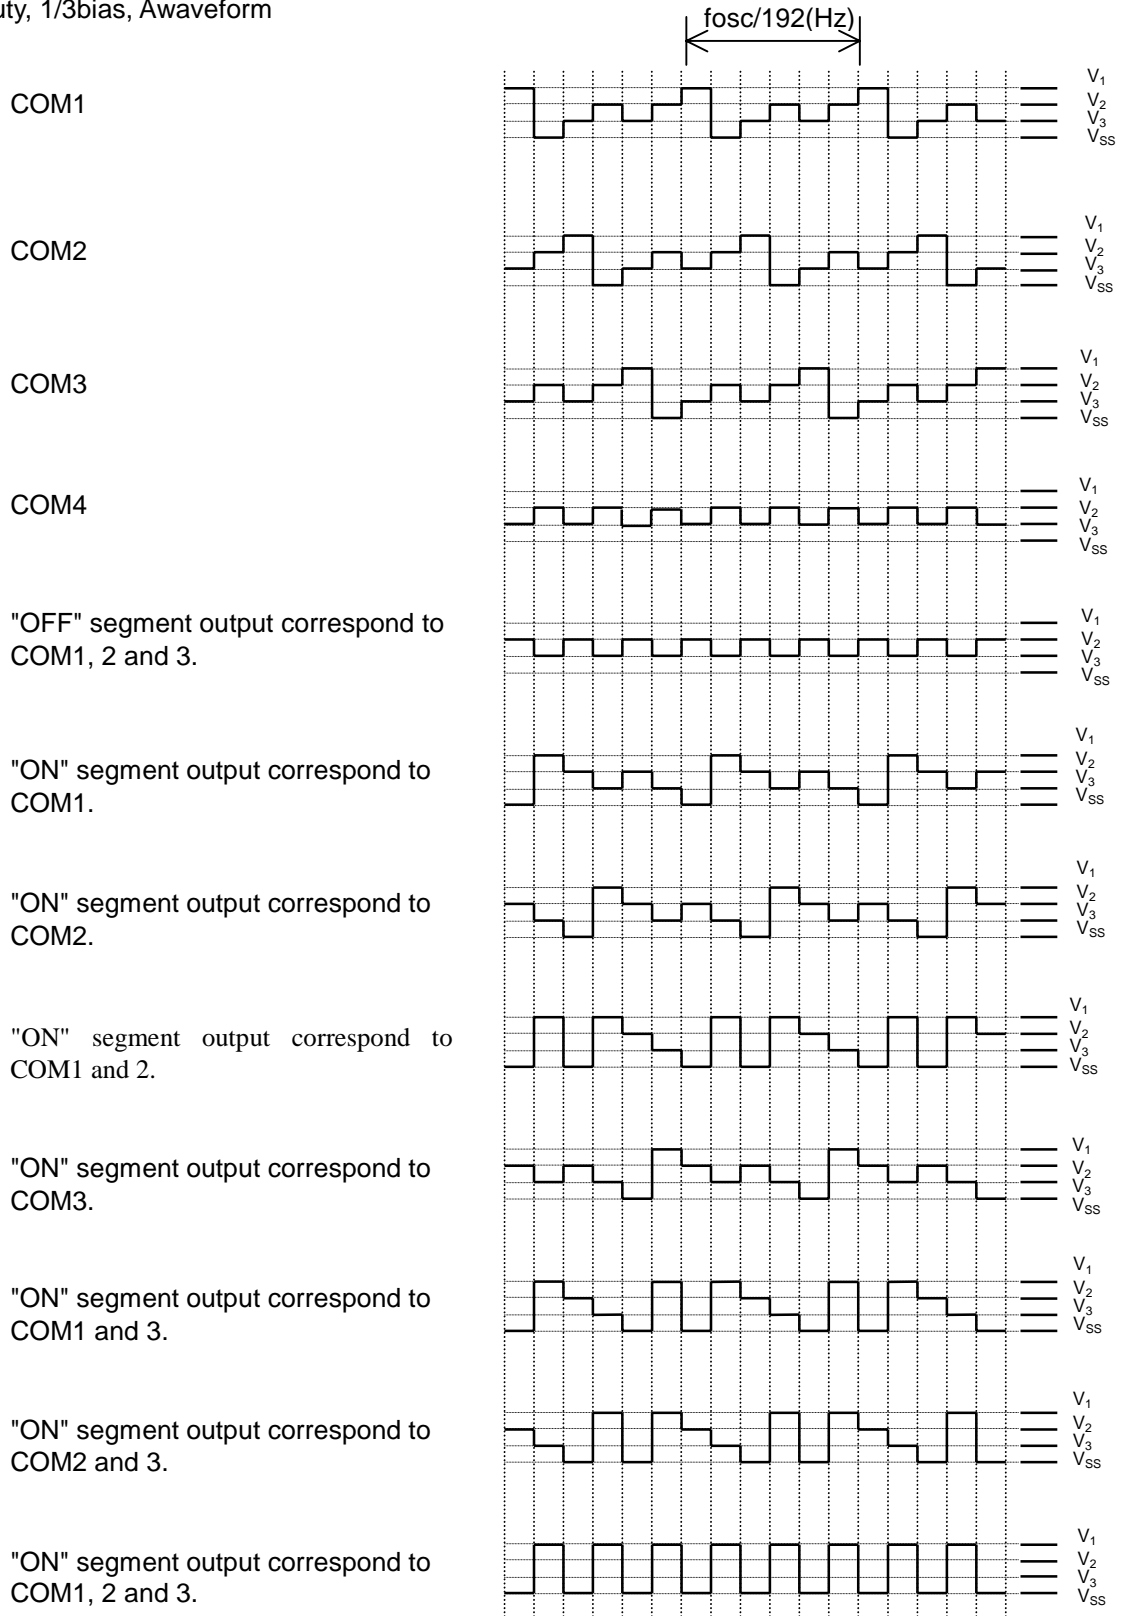 uty, 1/3bias, Awaveform
fosc/192(Hz)
COM1
V1
V2
V3
VSS
COM2
V1
V2
V3
VSS
COM3
V1
V2
V3
VSS
COM4
V1
V2
V3
VSS
"OFF" segment output correspond to
COM1, 2 and 3.
V1
V2
V3
VSS
"ON" segment output correspond to
COM1.
V1
V2
V3
VSS
"ON" segment output correspond to
COM2.
V1
V2
V3
VSS
"ON" segment output correspond to
COM1 and 2.
V1
V2
V3
VSS
"ON" segment output correspond to
COM3.
V1
V2
V3
VSS
"ON" segment output correspond to
COM1 and 3.
V1
V2
V3
VSS
"ON" segment output correspond to
COM2 and 3.
V1
V2
V3
VSS
"ON" segment output correspond to
COM1, 2 and 3.
V1
V2
V3
VSS